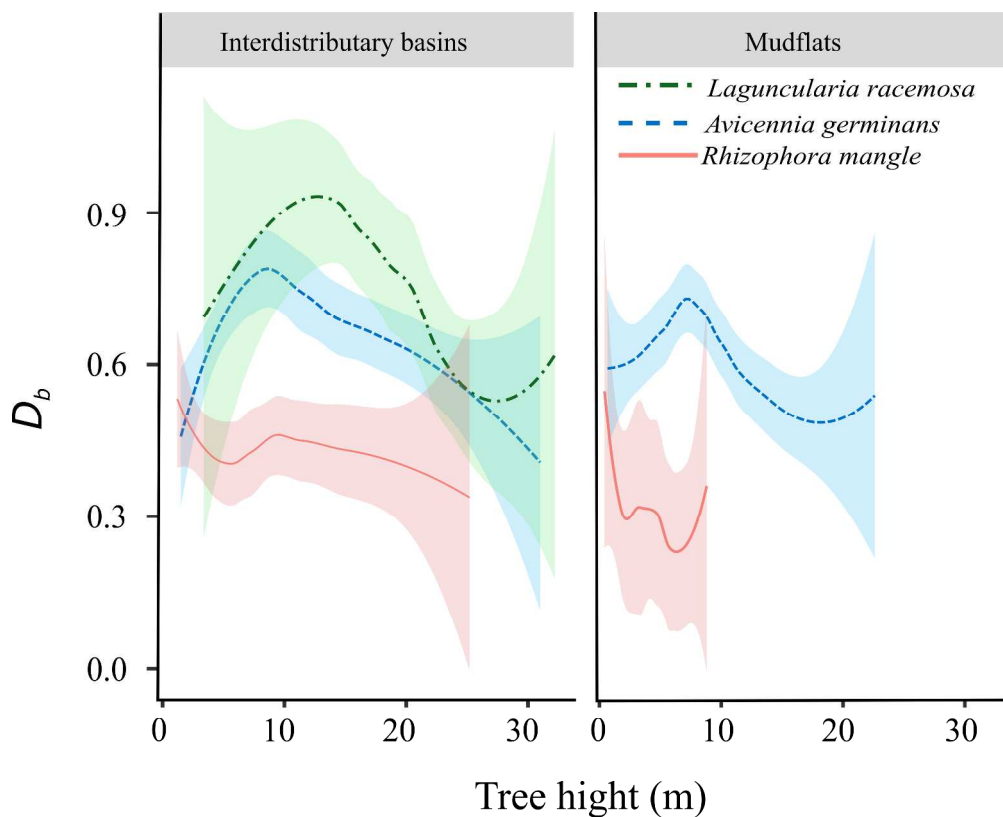 Interdistributary basins
Mudflats
Laguncularia racemosa
Avicennia germinans
Rhizophora mangle
D_b
0.9
0.6
0.3
0.0
0 10 20 30
0 10 20 30
Tree hight (m)